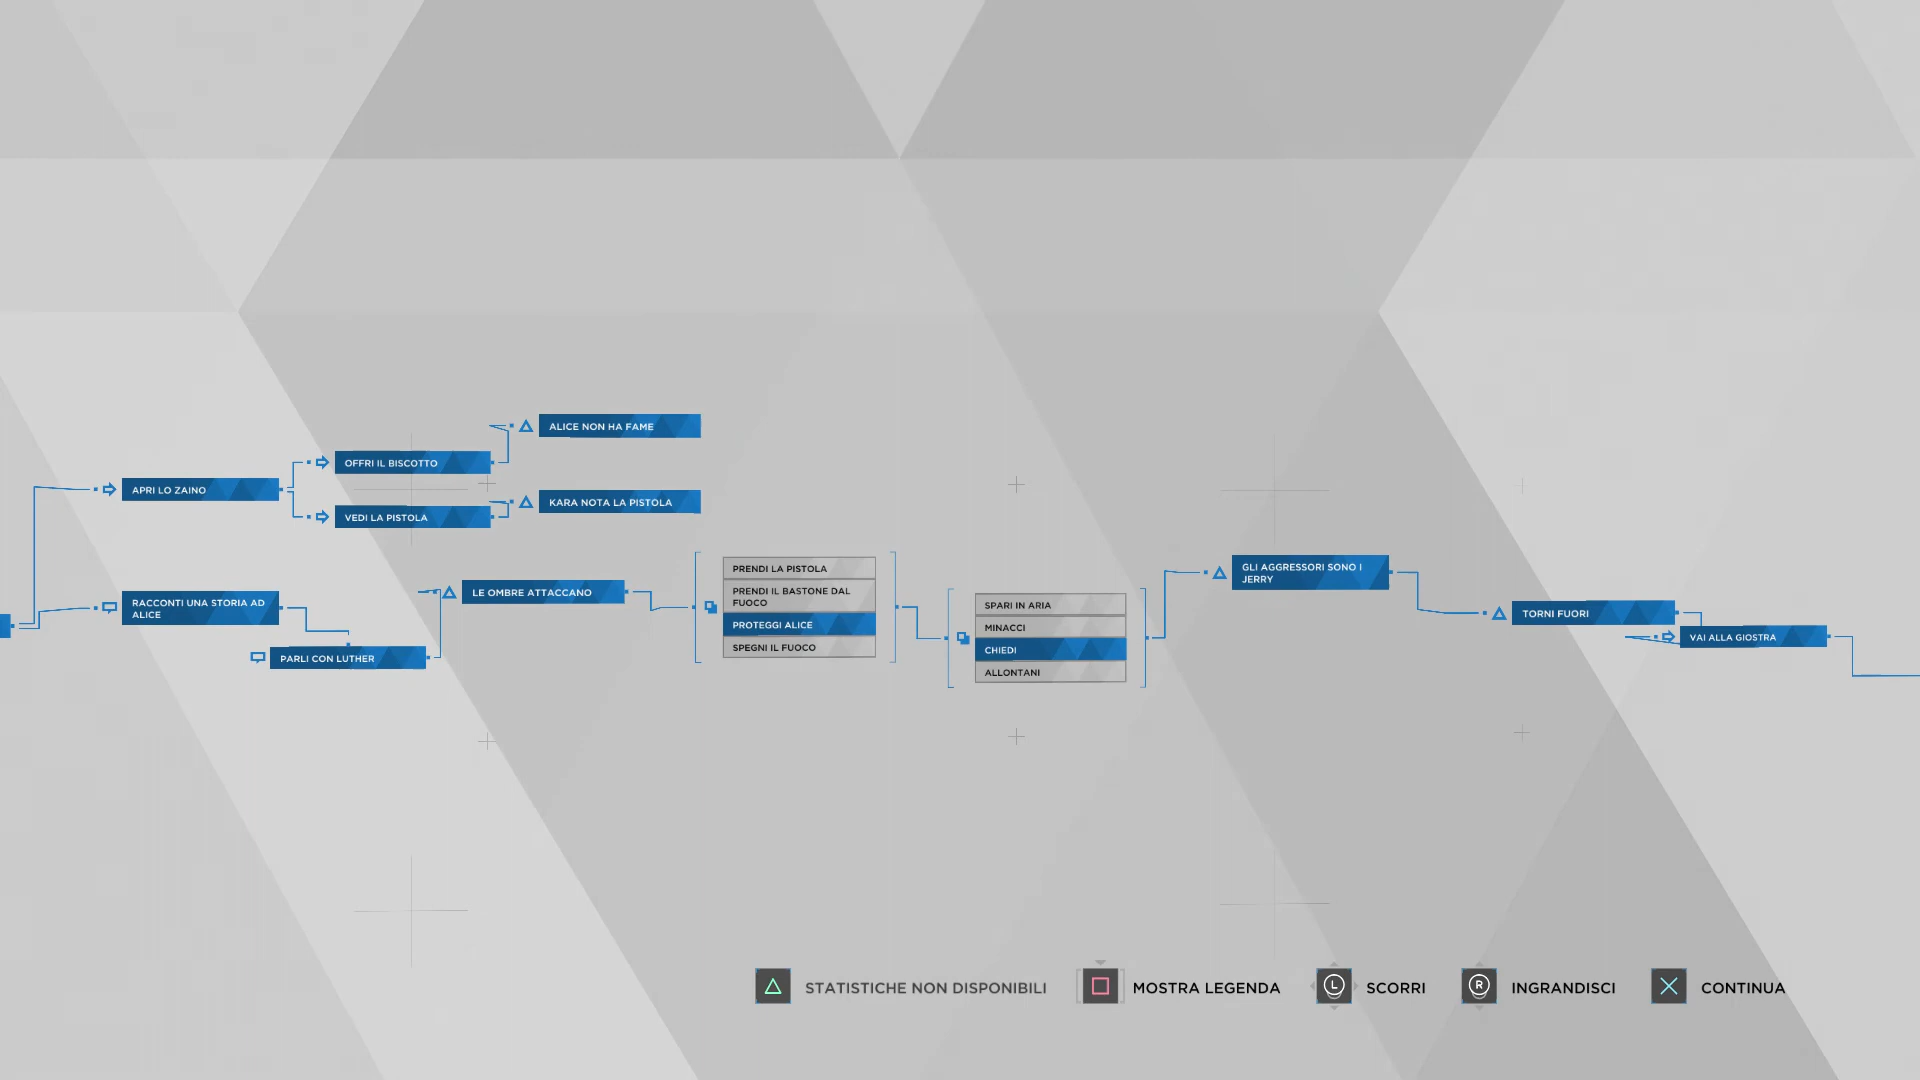 ALICE NON HA FAME
OFFRI IL BISCOTTO
APRI LO ZAINO
KARA NOTA LA PISTOLA
VEDI LA PISTOLA
RACCONTI UNA STORIA AD
ALICE
PARLI CON LUTHER
LE OMBRE ATTACCANO
PRENDI LA PISTOLA
PRENDI IL BASTONE DAL
FUOCO
PROTEGGI ALICE
SPEGNI IL FUOCO
SPARI IN ARIA
MINACCI
CHIEDI
ALLONTANI
GLI AGGRESSORI SONO I
JERRY
TORNI FUORI
VAI ALLA GIOSTRA
STATISTICHE NON DISPONIBILI
MOSTRA LEGENDA
L
SCORRI
R
INGRANDISCI
CONTINUA